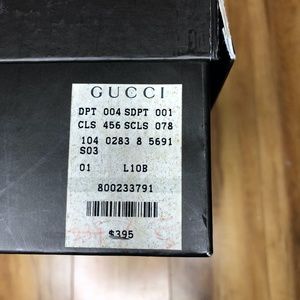 GUCCI
DPT 004 SDPT 001
CLS 456 SCLS 078
104 0283 8 5691
S03
01 L10B
800233791
$395